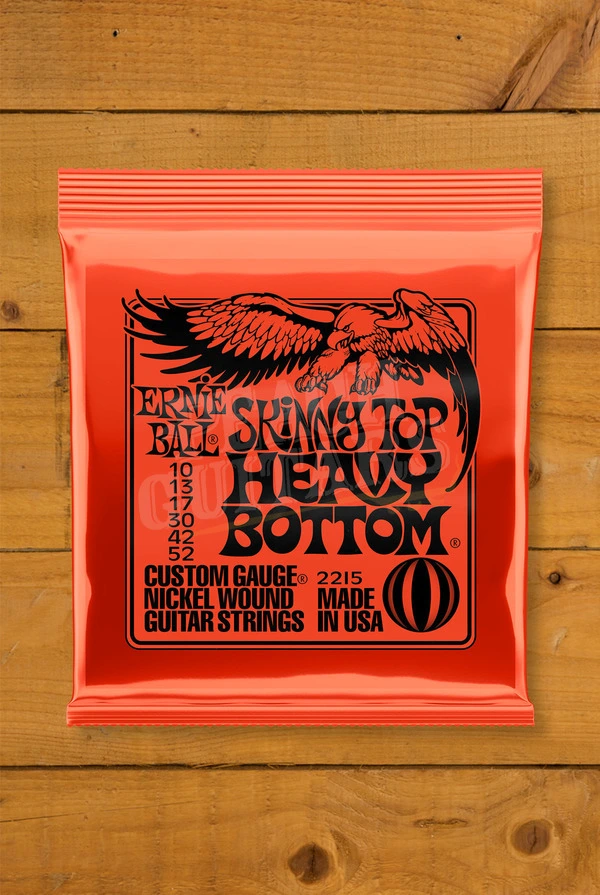 ERNIE
BALL®
SKINNY TOP
HEAVY
BOTTOM®
10
13
17
30
42
52
CUSTOM GAUGE® 2215
NICKEL WOUND MADE
GUITAR STRINGS IN USA